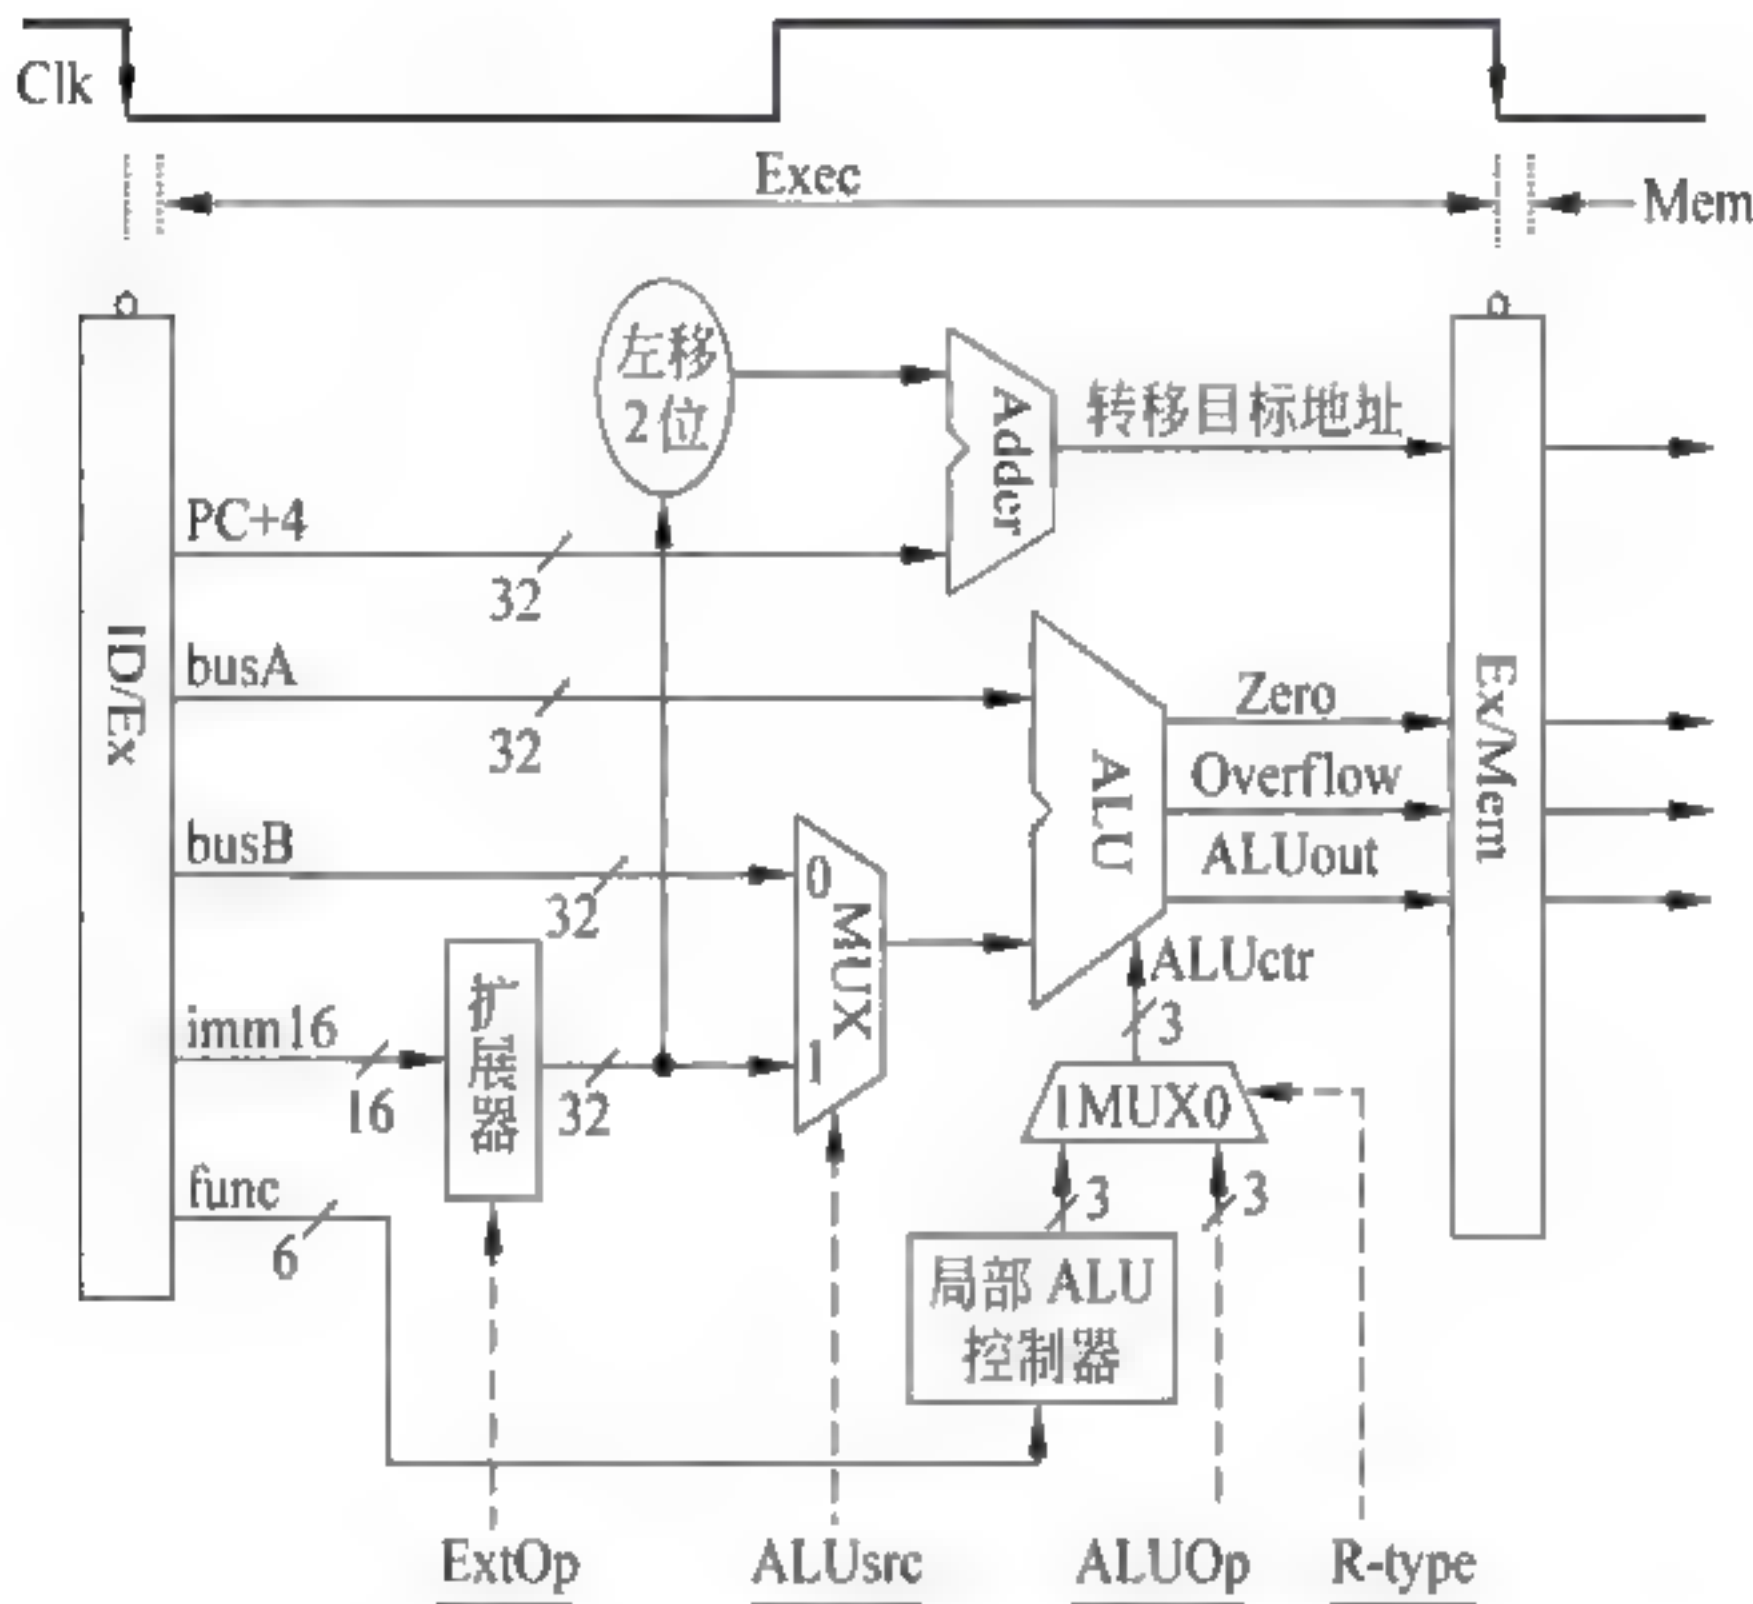 Clk
Exec
Mem
左移
2位
Adder
转移目标地址
PC+4
32
ID/Ex
busA
32
Zero
Ex/Mem
ALU
Overflow
busB
0
ALUout
32
MUX
ALUctr
扩展器
imm16
3
1
16
32
1MUX0
func
3
3
6
局部 ALU
控制器
ExtOp
ALUsrc
ALUOp
R-type